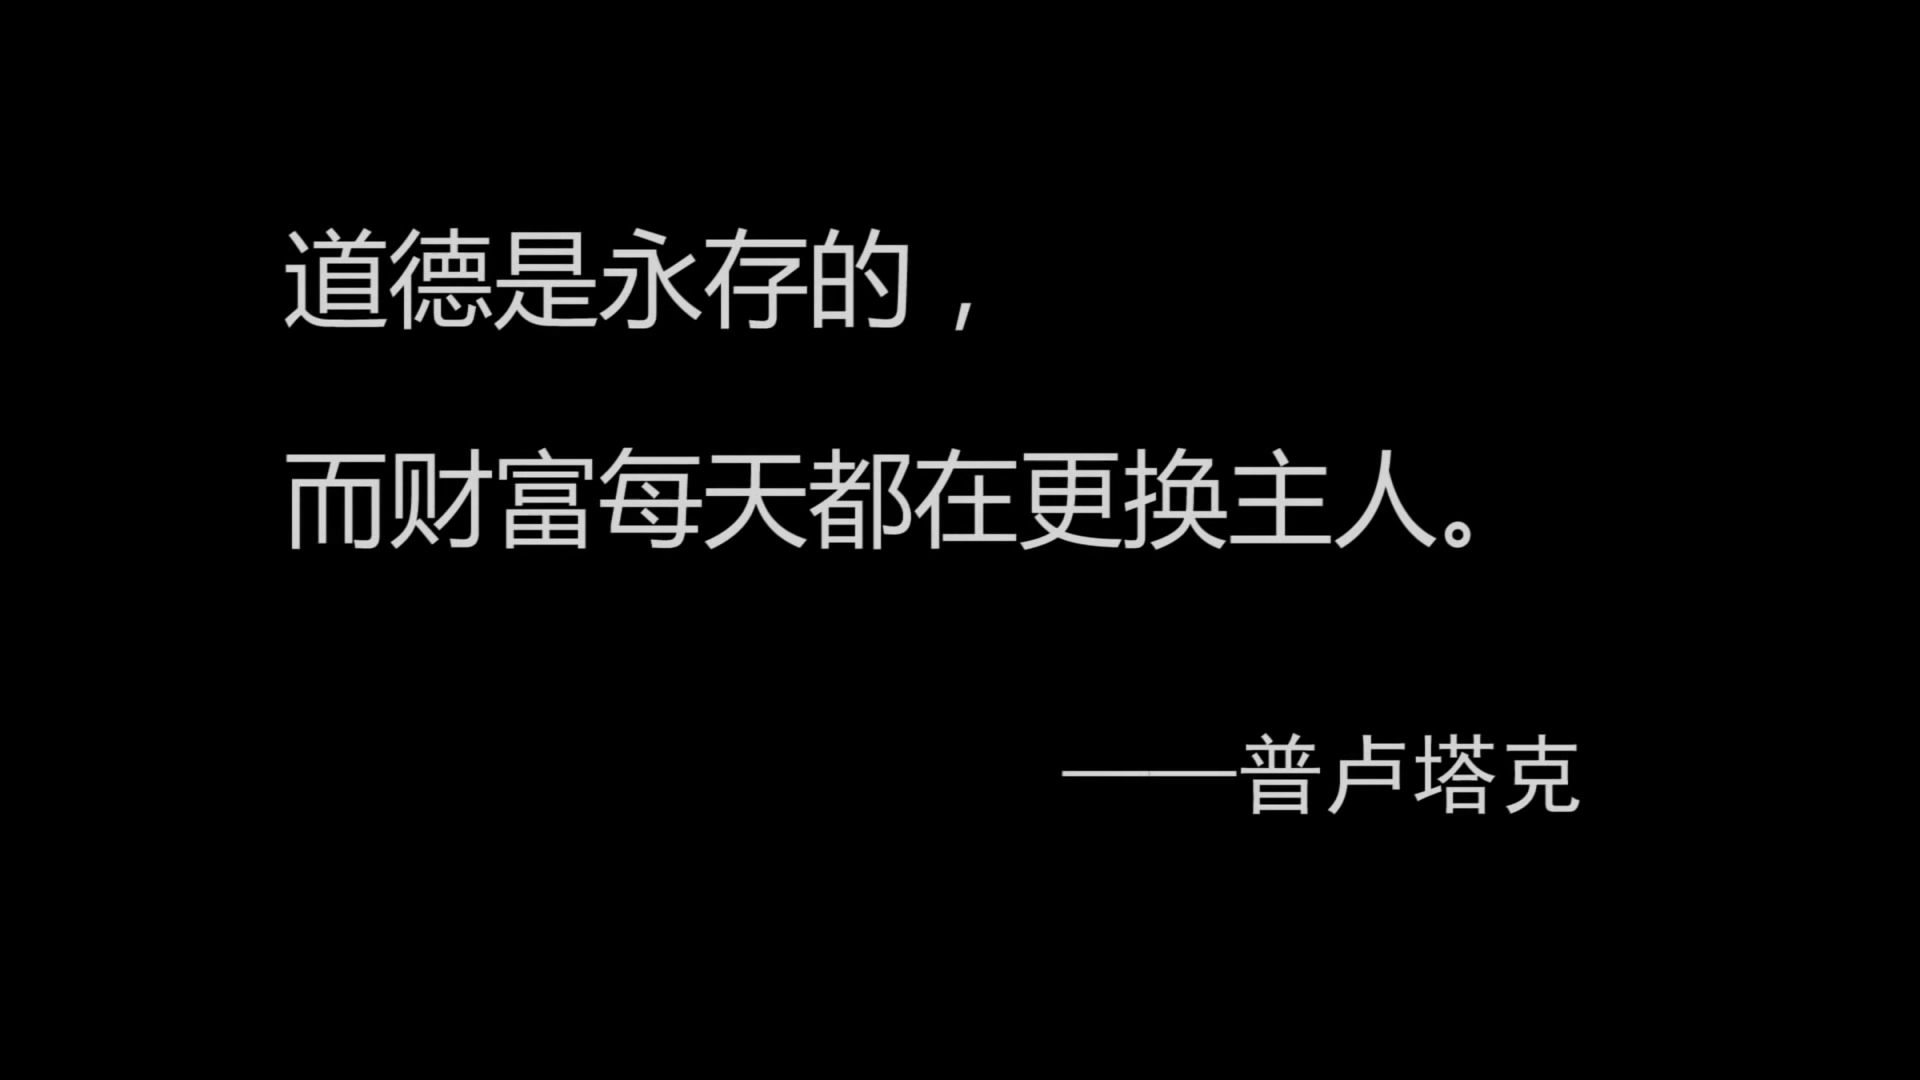 道德是永存的，
而财富每天都在更换主人。
——普卢塔克